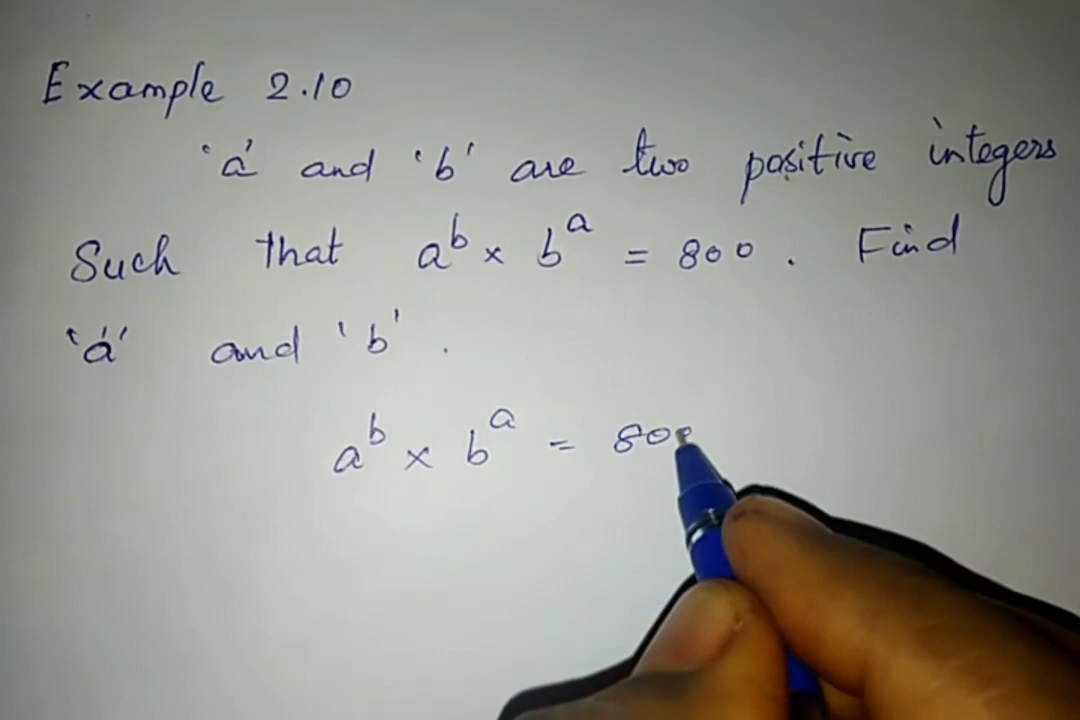 Example 2.10
'a' and 'b' are two positive integers
Such that a^b × b^a = 800. Find
'a' and 'b'.
a^b × b^a = 800